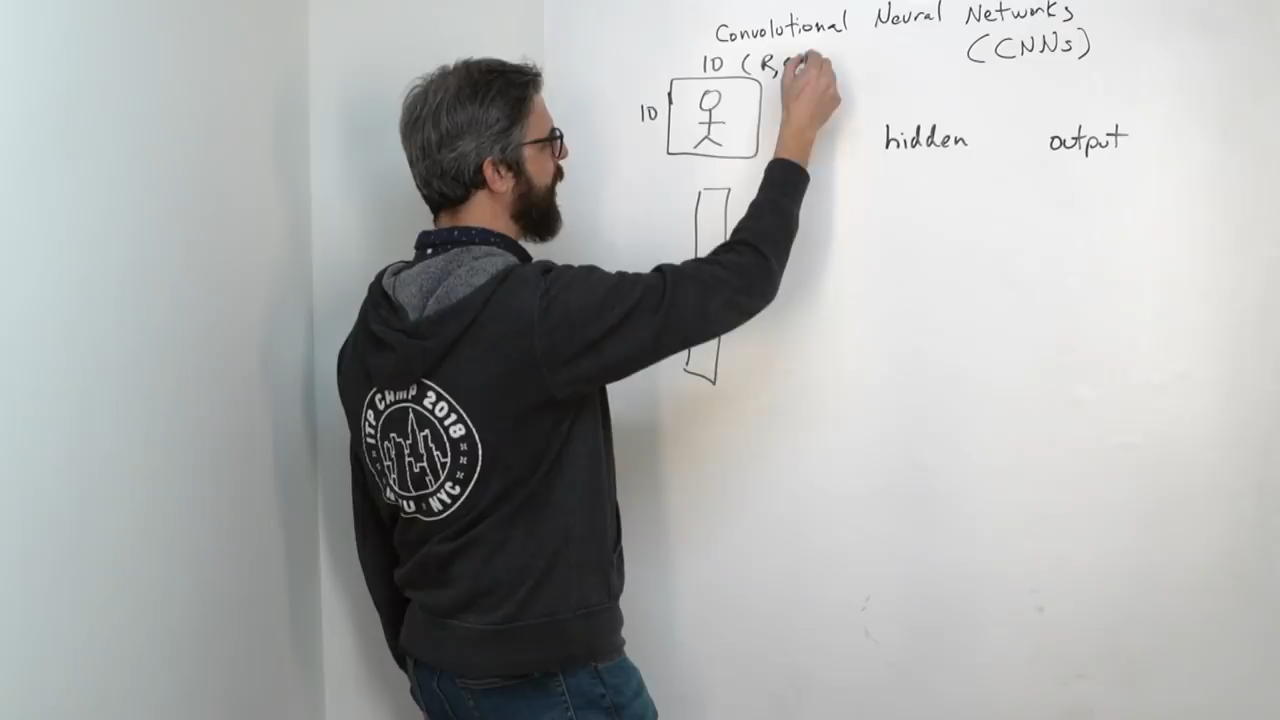 Convolutional Neural Networks
(CNNs)
10 (R,
10
hidden output
ITP CAMP 2018
NYC